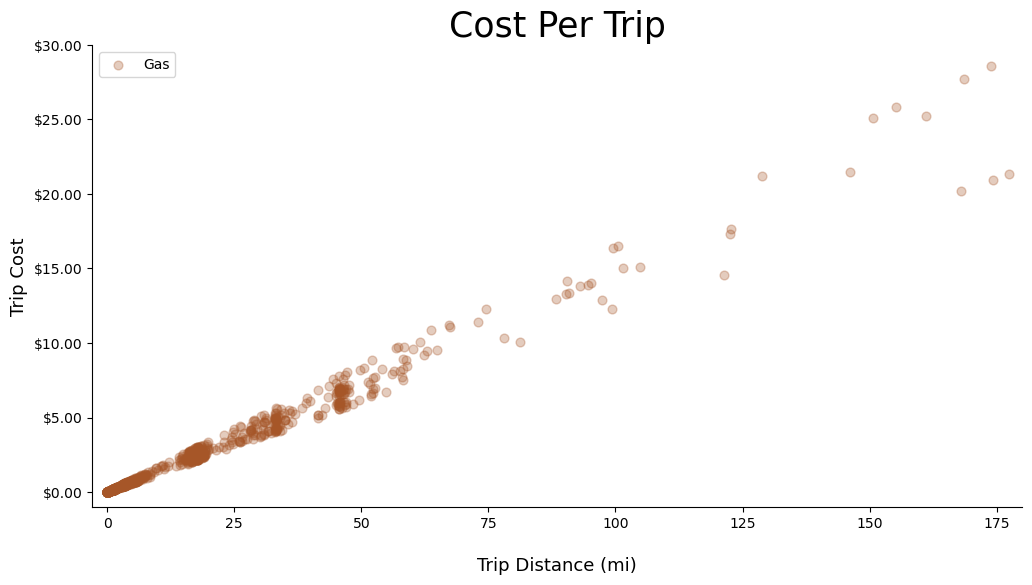 Cost Per Trip
$30.00
Gas
$25.00
$20.00
$15.00
$10.00
$5.00
$0.00
Trip Cost
0 25 50 75 100 125 150 175
Trip Distance (mi)